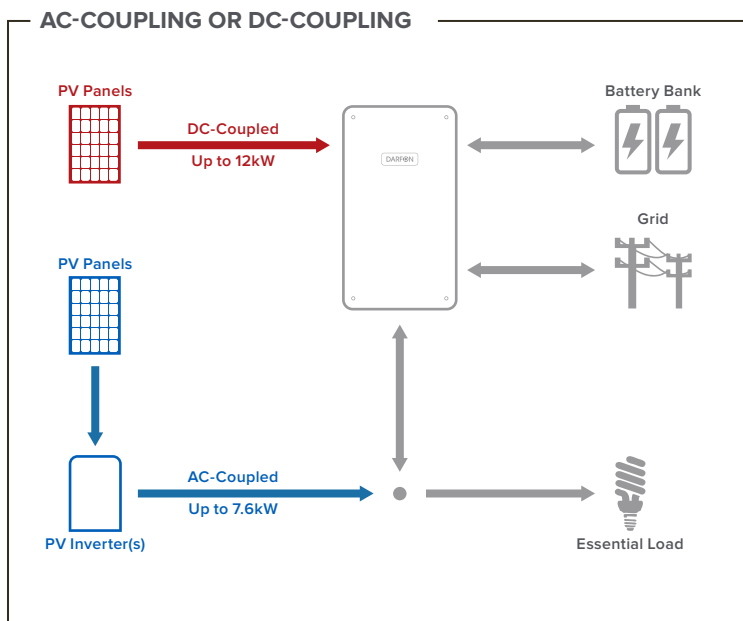 AC-COUPLING OR DC-COUPLING
PV Panels
DC-Coupled
Up to 12kW
DARFON
Battery Bank
Grid
PV Panels
AC-Coupled
Up to 7.6kW
PV Inverter(s)
Essential Load